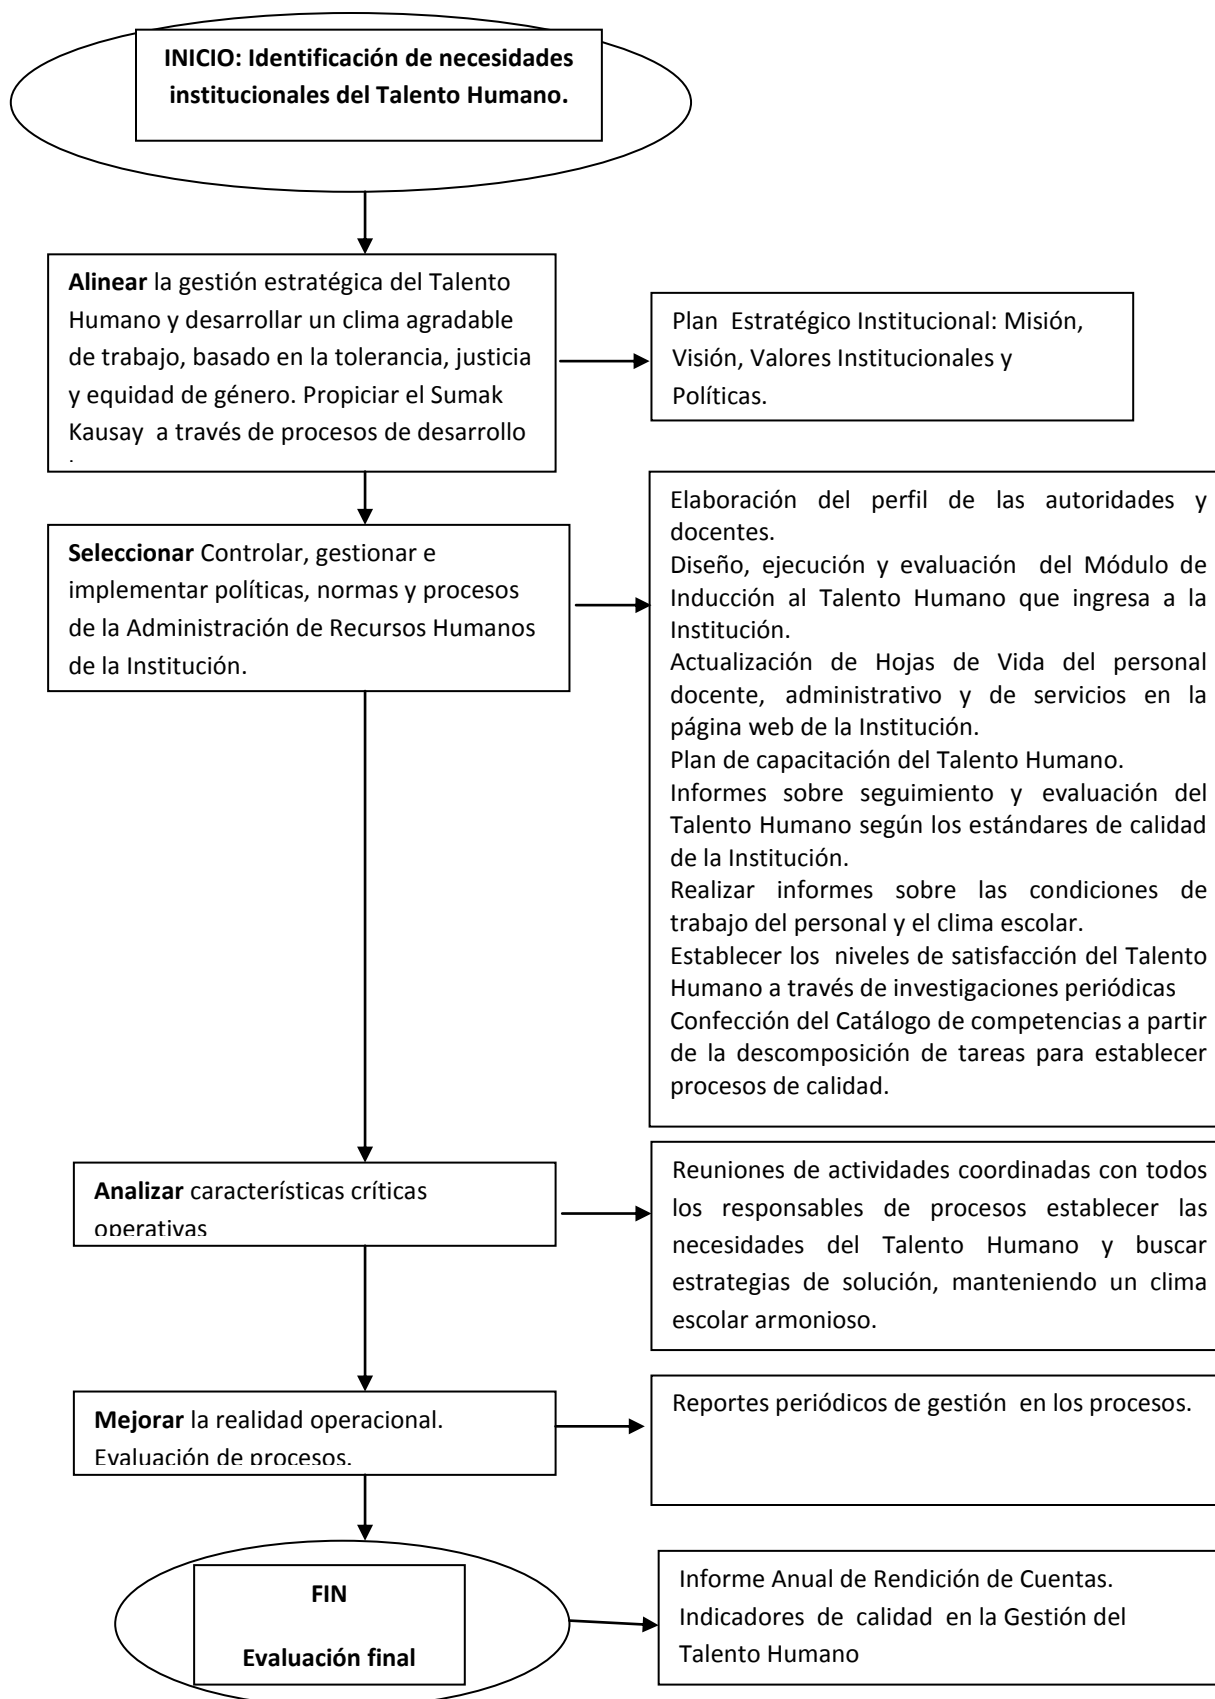 INICIO: Identificación de necesidades
institucionales del Talento Humano.
Alinear la gestión estratégica del Talento
Humano y desarrollar un clima agradable
de trabajo, basado en la tolerancia, justicia
y equidad de género. Propiciar el Sumak
Kausay a través de procesos de desarrollo
Plan Estratégico Institucional: Misión,
Visión, Valores Institucionales y
Políticas.
Seleccionar Controlar, gestionar e
implementar políticas, normas y procesos
de la Administración de Recursos Humanos
de la Institución.
Elaboración del perfil de las autoridades y
docentes.
Diseño, ejecución y evaluación del Módulo de
Inducción al Talento Humano que ingresa a la
Institución.
Actualización de Hojas de Vida del personal
docente, administrativo y de servicios en la
página web de la Institución.
Plan de capacitación del Talento Humano.
Informes sobre seguimiento y evaluación del
Talento Humano según los estándares de calidad
de la Institución.
Realizar informes sobre las condiciones de
trabajo del personal y el clima escolar.
Establecer los niveles de satisfacción del Talento
Humano a través de investigaciones periódicas
Confección del Catálogo de competencias a partir
de la descomposición de tareas para establecer
procesos de calidad.
Analizar características críticas
operativas
Reuniones de actividades coordinadas con todos
los responsables de procesos establecer las
necesidades del Talento Humano y buscar
estrategias de solución, manteniendo un clima
escolar armonioso.
Mejorar la realidad operacional.
Evaluación de procesos.
Reportes periódicos de gestión en los procesos.
FIN
Evaluación final
Informe Anual de Rendición de Cuentas.
Indicadores de calidad en la Gestión del
Talento Humano